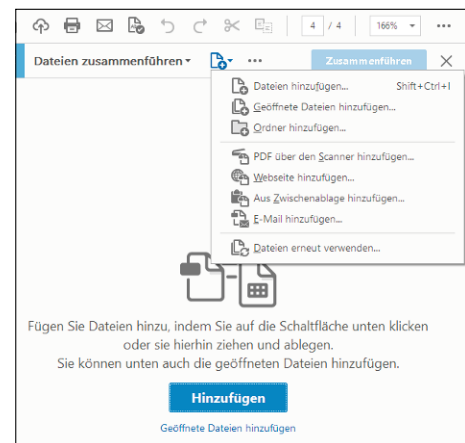 4 / 4 166%
Dateien zusammenführen Zusammenführen
Dateien hinzufügen... Shift+Ctrl+I
Geöffnete Dateien hinzufügen...
Ordner hinzufügen...
PDF über den Scanner hinzufügen...
Webseite hinzufügen...
Aus Zwischenablage hinzufügen...
E-Mail hinzufügen...
Dateien erneut verwenden...
Fügen Sie Dateien hinzu, indem Sie auf die Schaltfläche unten klicken
oder sie hierhin ziehen und ablegen.
Sie können unten auch die geöffneten Dateien hinzufügen.
Hinzufügen
Geöffnete Dateien hinzufügen